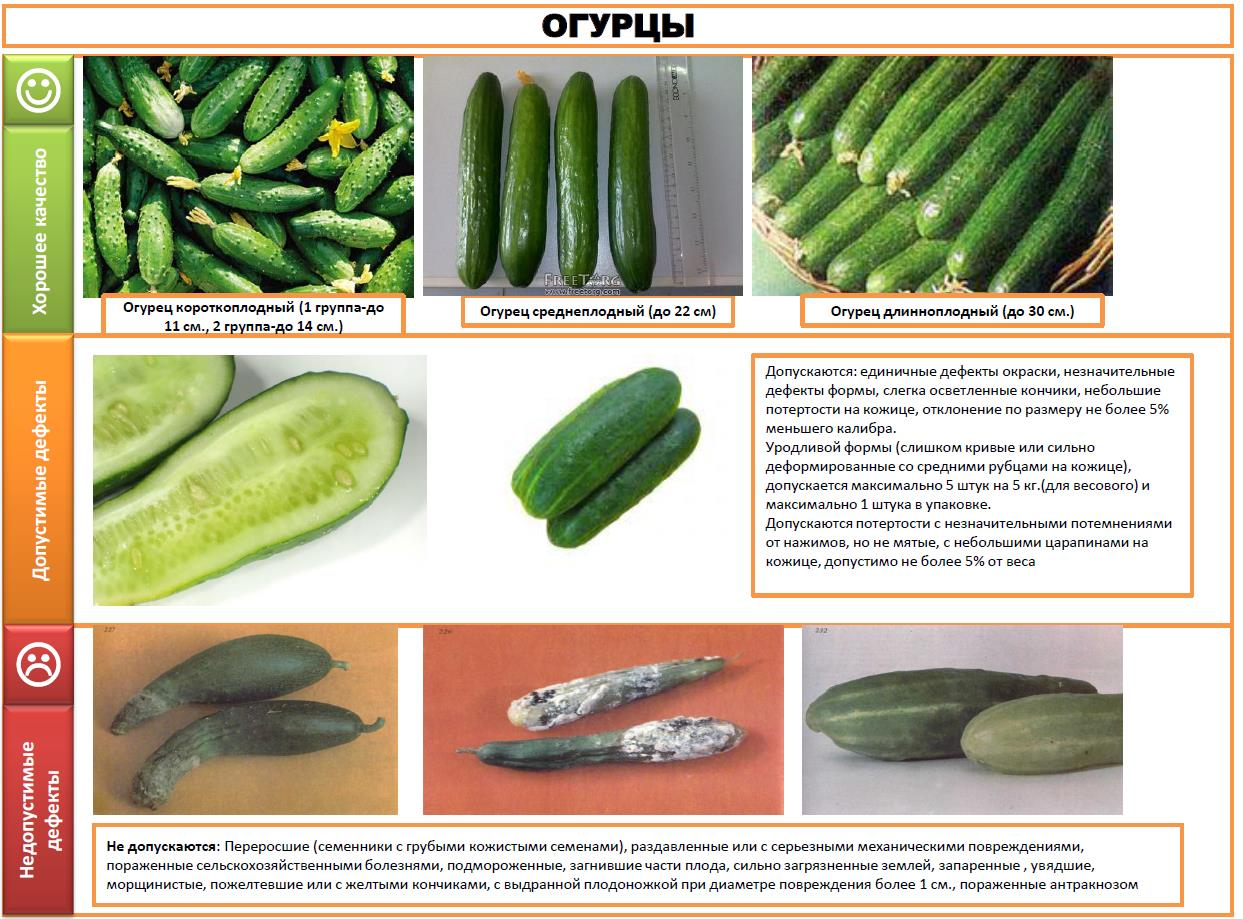 ОГУРЦЫ
Хорошее качество
FREETORG
www.freetorg.com
Огурец короткоплодный (1 группа-до
11 см., 2 группа-до 14 см.)
Огурец среднеплодный (до 22 см)
Огурец длинноплодный (до 30 см.)
Допустимые дефекты
Допускаются: единичные дефекты окраски, незначительные
дефекты формы, слегка осветленные кончики, небольшие
потертости на кожице, отклонение по размеру не более 5%
меньшего калибра.
Уродливой формы (слишком кривые или сильно
деформированные со средними рубцами на кожице),
допускается максимально 5 штук на 5 кг.(для весового) и
максимально 1 штука в упаковке.
Допускаются потертости с незначительными потемнениями
от нажимов, но не мятые, с небольшими царапинами на
кожице, допустимо не более 5% от веса
Недопустимые
дефекты
232
Не допускаются: Переросшие (семенники с грубыми кожистыми семенами), раздавленные или с серьезными механическими повреждениями,
пораженные сельскохозяйственными болезнями, подмороженные, загнившие части плода, сильно загрязненные землей, запаренные , увядшие,
морщинистые, пожелтевшие или с желтыми кончиками, с выдранной плодоножкой при диаметре повреждения более 1 см., пораженные антракнозом